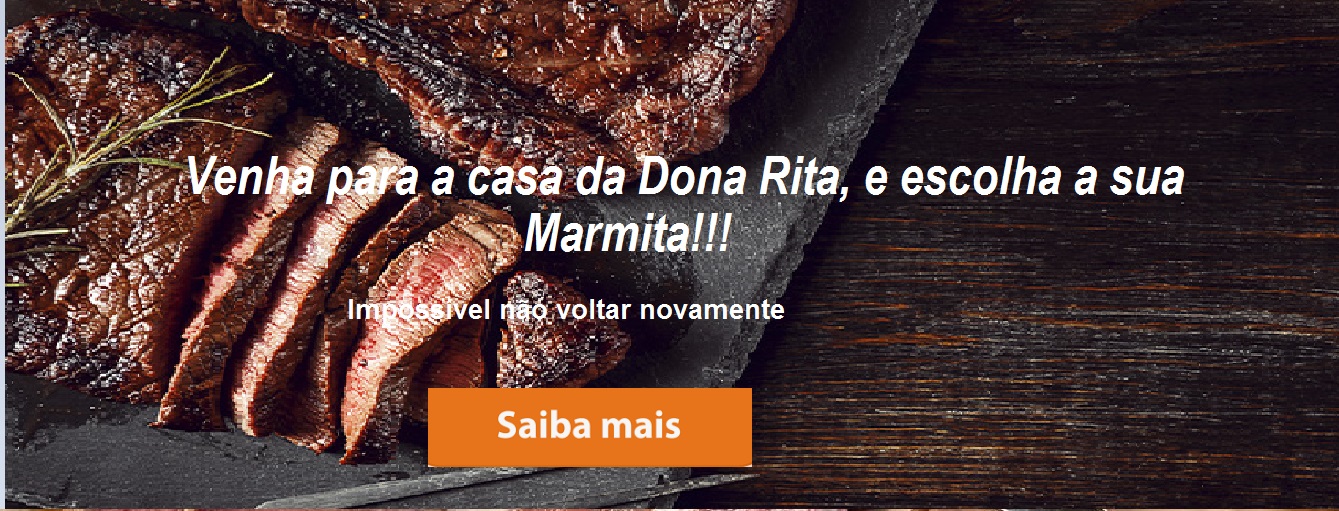 Venha para a casa da Dona Rita, e escolha a sua
Marmita!!!
Impossivel não voltar novamente
Saiba mais